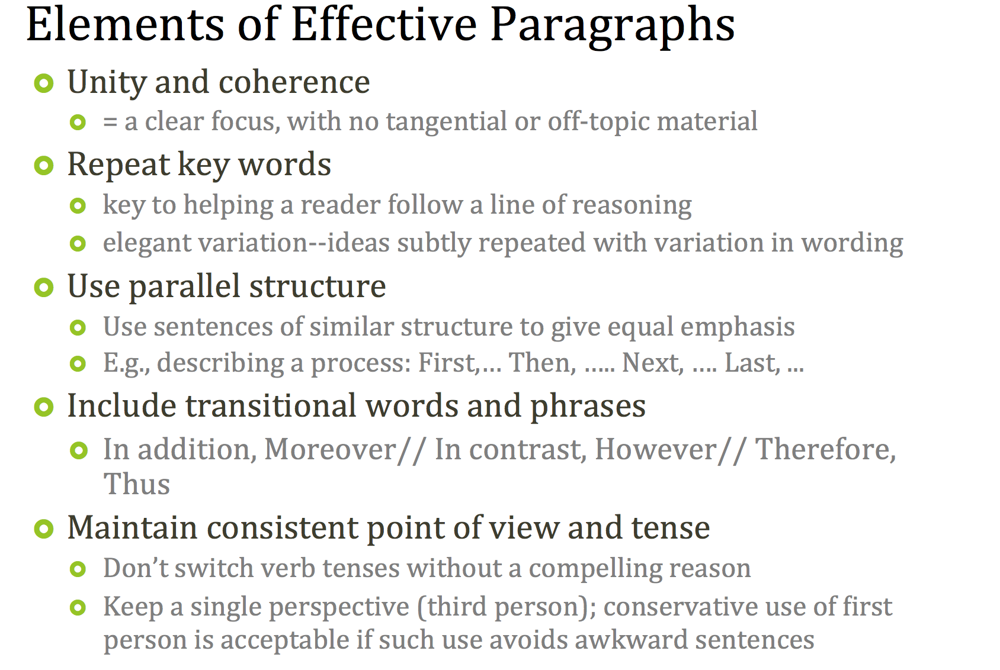 Elements of Effective Paragraphs
Unity and coherence
= a clear focus, with no tangential or off-topic material
Repeat key words
key to helping a reader follow a line of reasoning
elegant variation--ideas subtly repeated with variation in wording
Use parallel structure
Use sentences of similar structure to give equal emphasis
E.g., describing a process: First,... Then, ..... Next, .... Last, ...
Include transitional words and phrases
In addition, Moreover// In contrast, However// Therefore,
Thus
Maintain consistent point of view and tense
Don’t switch verb tenses without a compelling reason
Keep a single perspective (third person); conservative use of first
person is acceptable if such use avoids awkward sentences